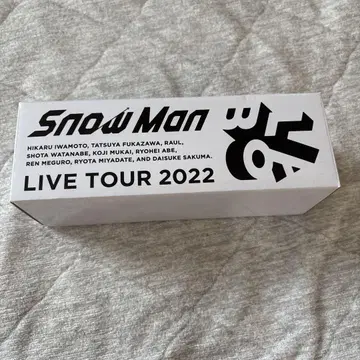 Snow Man
HIKARU IWAMOTO, TATSUYA FUKAZAWA, RAUL,
SHOTA WATANABE, KOJI MUKAI, RYOHEI ABE,
REN MEGURO, RYOTA MIYADATE, AND DAISUKE SAKUMA.
LIVE TOUR 2022